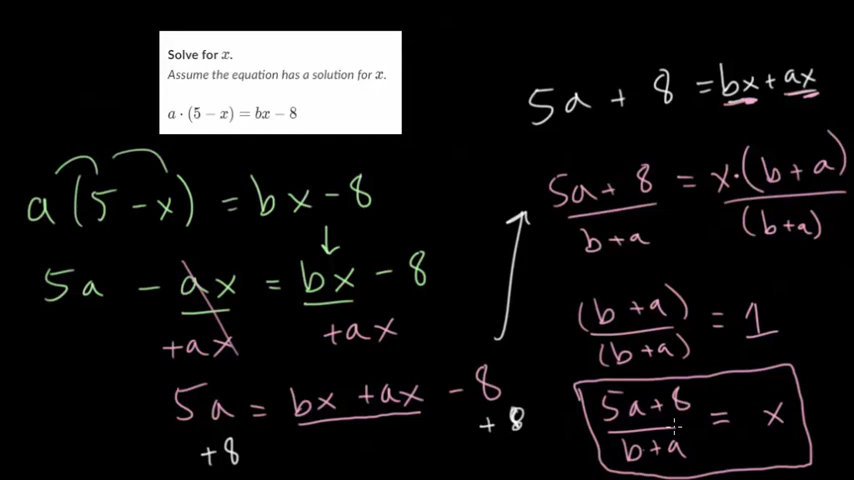 Solve for x.
Assume the equation has a solution for x.
a · (5 − x) = bx − 8
a(5 − x) = bx − 8
5a − ax = bx − 8
+ax +ax
5a = bx + ax − 8
+8 +8
5a + 8 = bx + ax
5a + 8 = x·(b + a)
b + a (b + a)
(b + a) = 1
(b + a)
5a + 8 = x
b + a